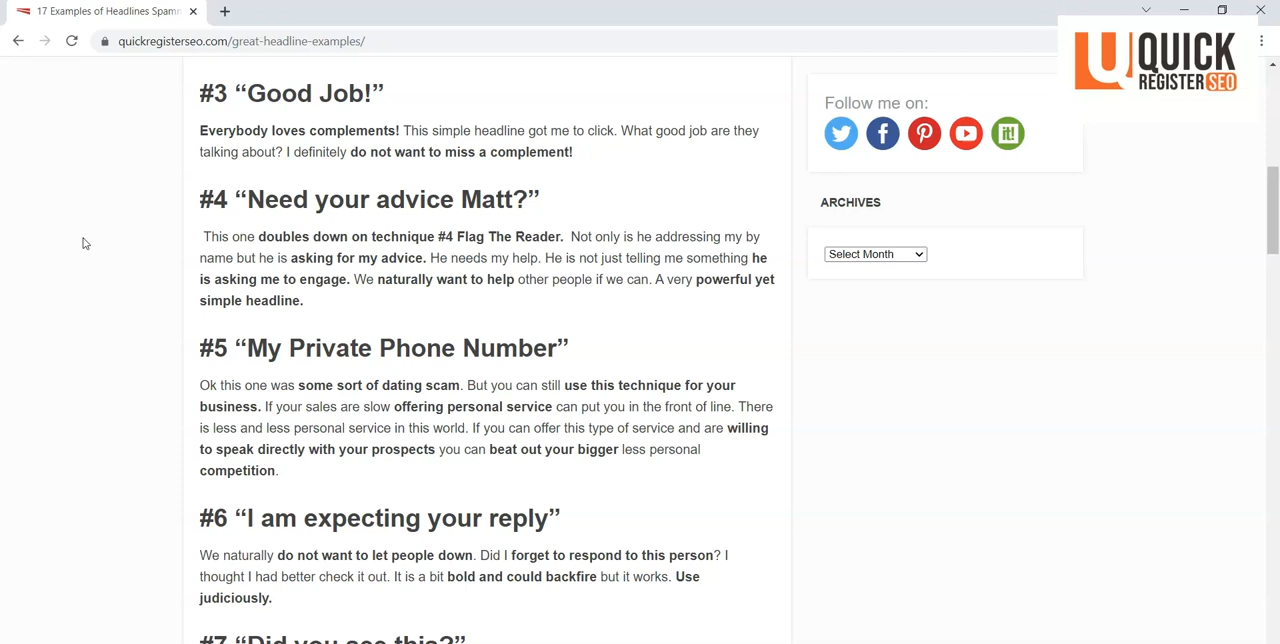 17 Examples of Headlines Spamm
quickregisterseo.com/great-headline-examples/
QUICK
REGISTER SEO
#3 “Good Job!”
Everybody loves complements! This simple headline got me to click. What good job are they
talking about? I definitely do not want to miss a complement!
#4 “Need your advice Matt?”
This one doubles down on technique #4 Flag The Reader. Not only is he addressing my by
name but he is asking for my advice. He needs my help. He is not just telling me something he
is asking me to engage. We naturally want to help other people if we can. A very powerful yet
simple headline.
#5 “My Private Phone Number”
Ok this one was some sort of dating scam. But you can still use this technique for your
business. If your sales are slow offering personal service can put you in the front of line. There
is less and less personal service in this world. If you can offer this type of service and are willing
to speak directly with your prospects you can beat out your bigger less personal
competition.
#6 “I am expecting your reply”
We naturally do not want to let people down. Did I forget to respond to this person? I
thought I had better check it out. It is a bit bold and could backfire but it works. Use
judiciously.
#7 “Did you see this?”
Follow me on:
it!
ARCHIVES
Select Month